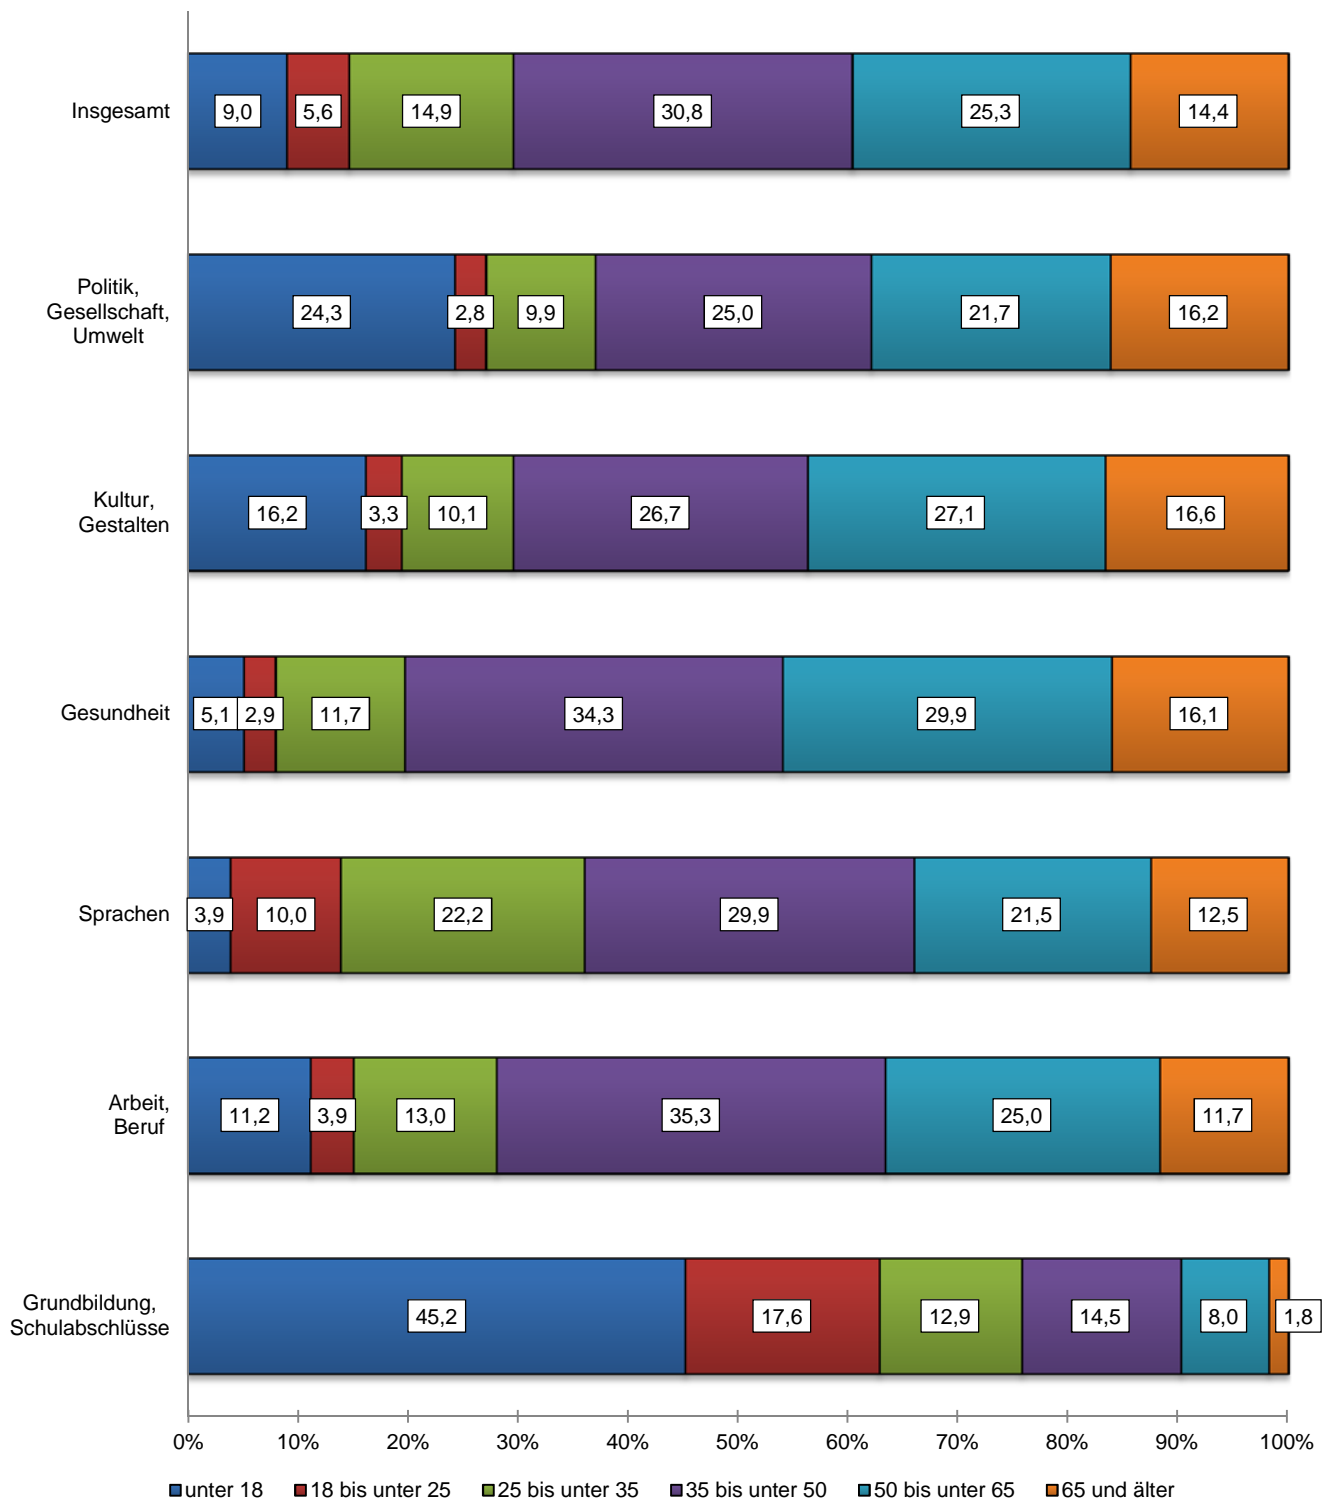 Insgesamt
9,0 5,6 14,9 30,8 25,3 14,4
Politik,
Gesellschaft,
Umwelt
24,3 2,8 9,9 25,0 21,7 16,2
Kultur,
Gestalten
16,2 3,3 10,1 26,7 27,1 16,6
Gesundheit
5,1 2,9 11,7 34,3 29,9 16,1
Sprachen
3,9 10,0 22,2 29,9 21,5 12,5
Arbeit,
Beruf
11,2 3,9 13,0 35,3 25,0 11,7
Grundbildung,
Schulabschlüsse
45,2 17,6 12,9 14,5 8,0 1,8
0% 10% 20% 30% 40% 50% 60% 70% 80% 90% 100%
unter 18 18 bis unter 25 25 bis unter 35 35 bis unter 50 50 bis unter 65 65 und älter